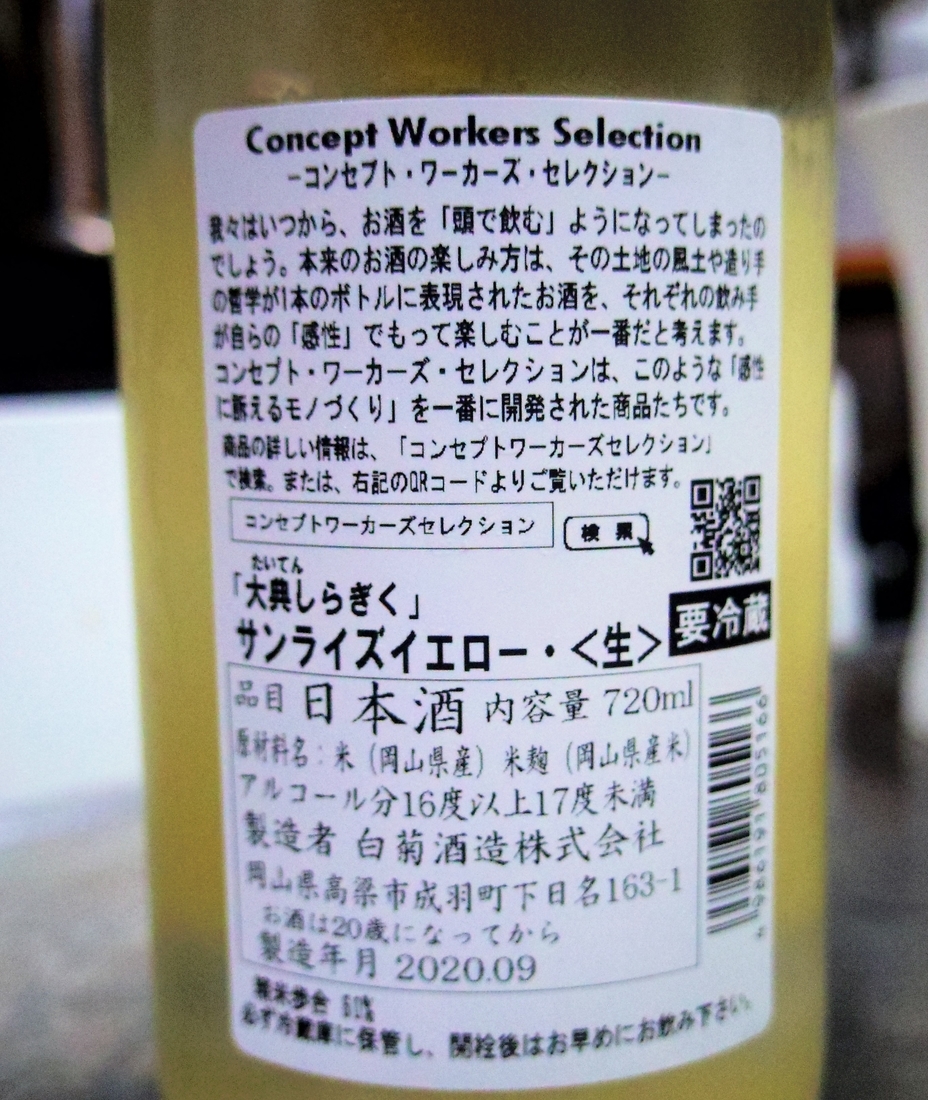 Concept Workers Selection
−コンセプト・ワーカーズ・セレクション−
我々はいつから、お酒を「頭で飲む」ようになってしまったの
でしょう。本来のお酒の楽しみ方は、その土地の風土や造り手
の哲学が1本のボトルに表現されたお酒を、それぞれの飲み手
が自らの「感性」でもって楽しむことが一番だと考えます。
コンセプト・ワーカーズ・セレクションは、このような「感性
に訴えるモノづくり」を一番に開発された商品たちです。
商品の詳しい情報は、「コンセプトワーカーズセレクション」
で検索。または、右記のQRコードよりご覧いただけます。
コンセプトワーカーズセレクション 検 索
たいてん
「大典しらぎく」
サンライズイエロー・<生>
要冷蔵
品目 日本酒 内容量 720ml
原材料名：米（岡山県産）米麹（岡山県産米）
アルコール分16度以上17度未満
製造者 白菊酒造株式会社
岡山県高梁市成羽町下日名163-1
お酒は20歳になってから
製造年月 2020.09
精米歩合 60%
必ず冷蔵庫に保管し、開栓後はお早めにお飲み下さい。